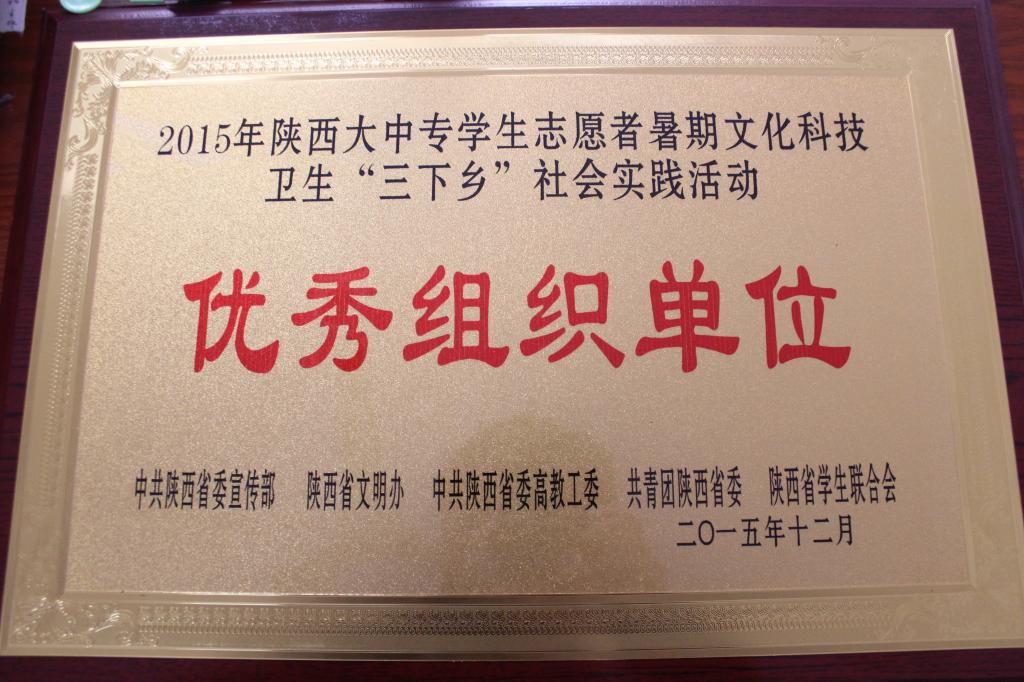 2015年陕西大中专学生志愿者暑期文化科技
卫生“三下乡”社会实践活动
优秀组织单位
中共陕西省委宣传部 陕西省文明办 中共陕西省委高教工委 共青团陕西省委 陕西省学生联合会
二〇一五年十二月